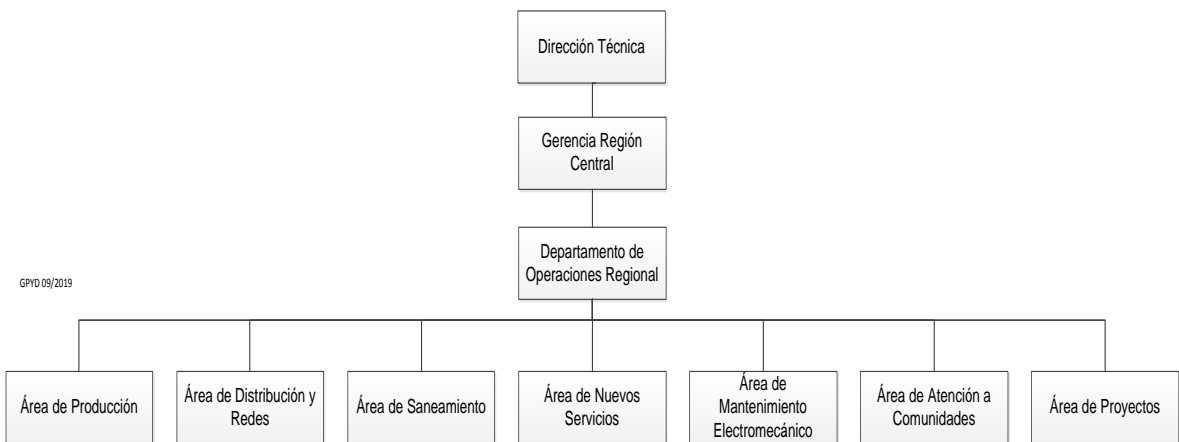 Dirección Técnica
Gerencia Región
Central
Departamento de
Operaciones Regional
GPYD 09/2019
Área de Producción
Área de Distribución y
Redes
Área de Saneamiento
Área de Nuevos
Servicios
Área de
Mantenimiento
Electromecánico
Área de Atención a
Comunidades
Área de Proyectos